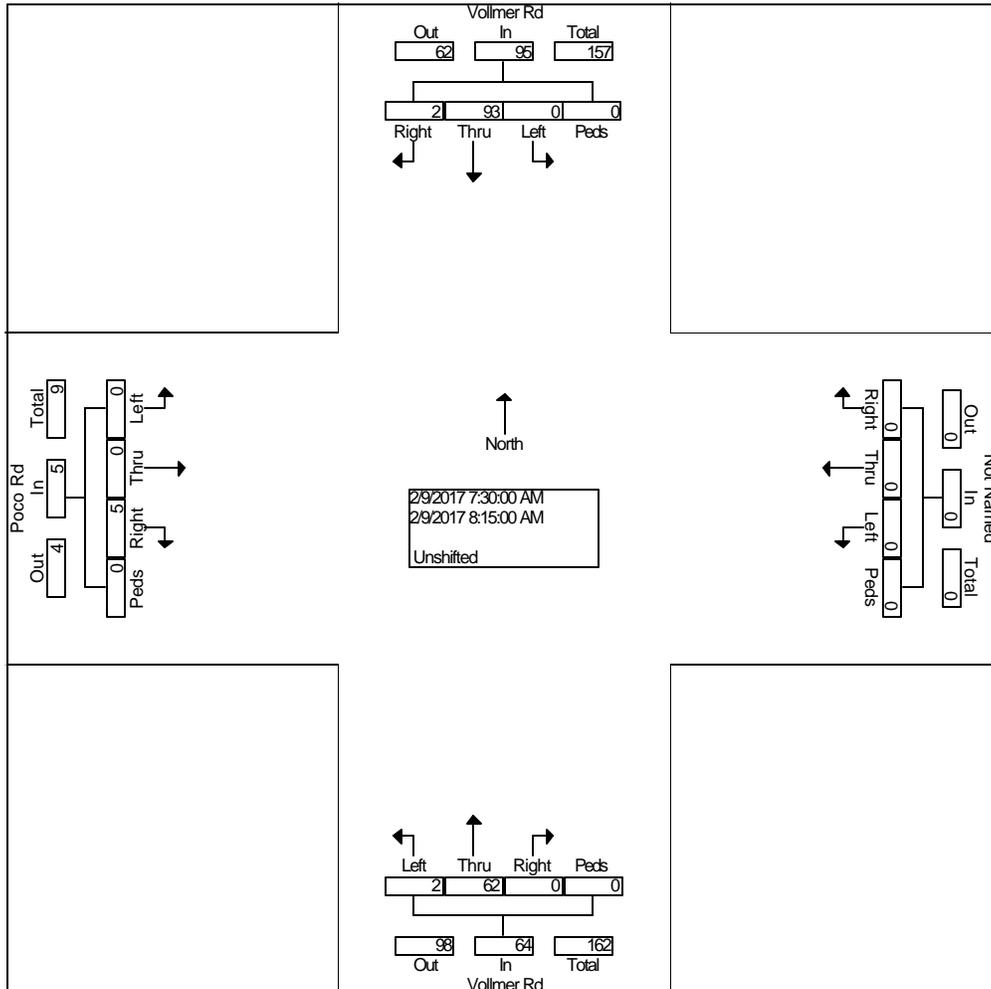 Vollmer Rd
Out In Total
62 95 157
2 93 0 0
Right Thru Left Peds
North
2/9/2017 7:30:00 AM
2/9/2017 8:15:00 AM
Unshifted
Poco Rd
Out In Total
4 5 9
0 5 0 0
Peds Right Thru Left
Not Named
Out In Total
0 0 0
Right Thru Left Peds
0 0 0 0
Left Thru Right Peds
2 62 0 0
98 64 162
Out In Total
Vollmer Rd